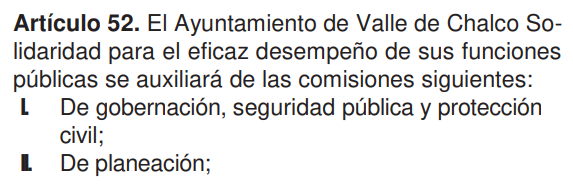 Artículo 52. El Ayuntamiento de Valle de Chalco So-
lidaridad para el eficaz desempeño de sus funciones
públicas se auxiliará de las comisiones siguientes:
I. De gobernación, seguridad pública y protección
civil;
II. De planeación;